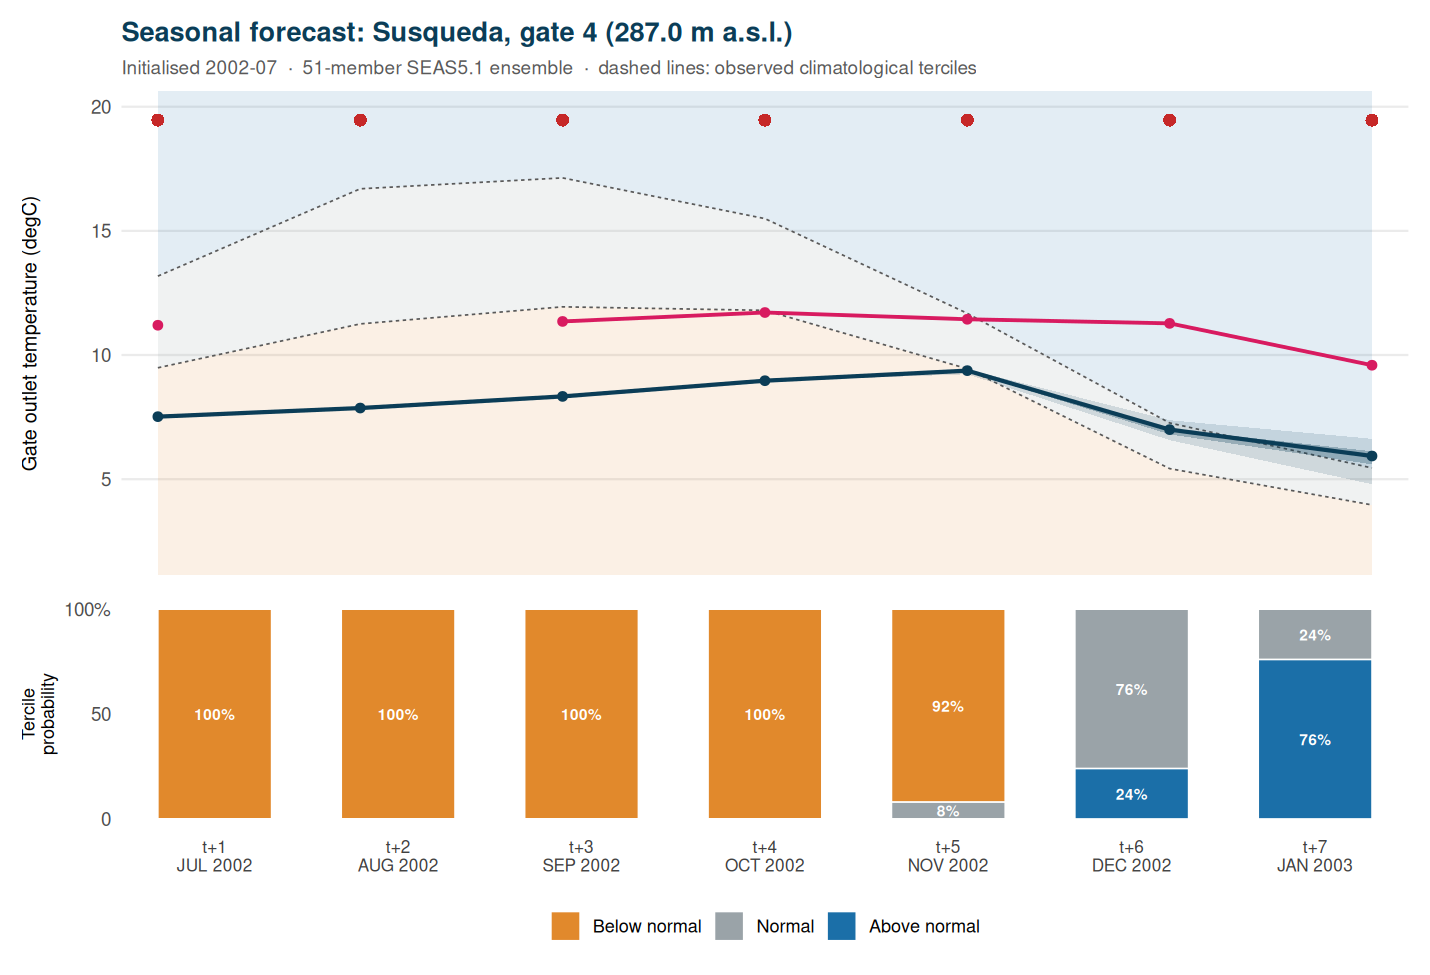 Seasonal forecast: Susqueda, gate 4 (287.0 m a.s.l.)
Initialised 2002-07 · 51-member SEAS5.1 ensemble · dashed lines: observed climatological terciles
Gate outlet temperature (degC)
20
15
10
5
Tercile
probability
100%
50
0
100%
100%
100%
100%
92%
8%
76%
24%
24%
76%
t+1
JUL 2002
t+2
AUG 2002
t+3
SEP 2002
t+4
OCT 2002
t+5
NOV 2002
t+6
DEC 2002
t+7
JAN 2003
Below normal
Normal
Above normal